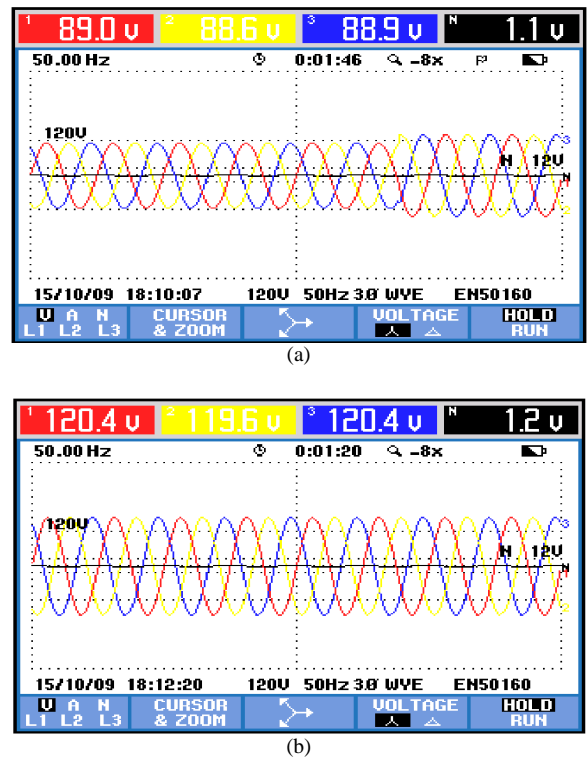 1 89.0 V 2 88.6 V 3 88.9 V N 1.1 V
50.00 Hz 0:01:46 -8x P
120V
3
N 12V
N
2
15/10/09 18:10:07 120V 50Hz 3Ø WYE EN50160
V A N CURSOR VOLTAGE HOLD
L1 L2 L3 & ZOOM RUN
(a)
1 120.4 V 2 119.6 V 3 120.4 V N 1.2 V
50.00 Hz 0:01:20 -8x
120V
3
N 12V
N
2
15/10/09 18:12:20 120V 50Hz 3Ø WYE EN50160
V A N CURSOR VOLTAGE HOLD
L1 L2 L3 & ZOOM RUN
(b)